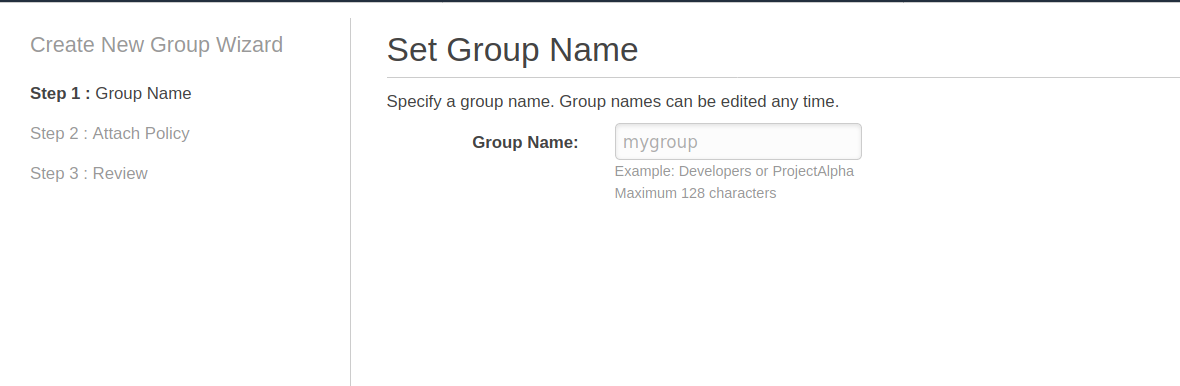 Create New Group Wizard
Step 1 : Group Name
Step 2 : Attach Policy
Step 3 : Review
Set Group Name
Specify a group name. Group names can be edited any time.
Group Name:
mygroup
Example: Developers or ProjectAlpha
Maximum 128 characters